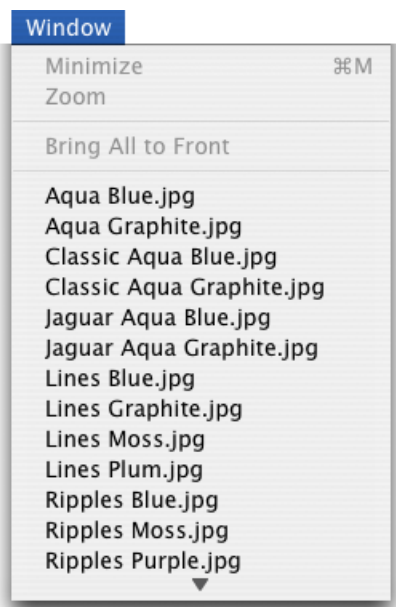 Window
Minimize ⌘M
Zoom
Bring All to Front
Aqua Blue.jpg
Aqua Graphite.jpg
Classic Aqua Blue.jpg
Classic Aqua Graphite.jpg
Jaguar Aqua Blue.jpg
Jaguar Aqua Graphite.jpg
Lines Blue.jpg
Lines Graphite.jpg
Lines Moss.jpg
Lines Plum.jpg
Ripples Blue.jpg
Ripples Moss.jpg
Ripples Purple.jpg